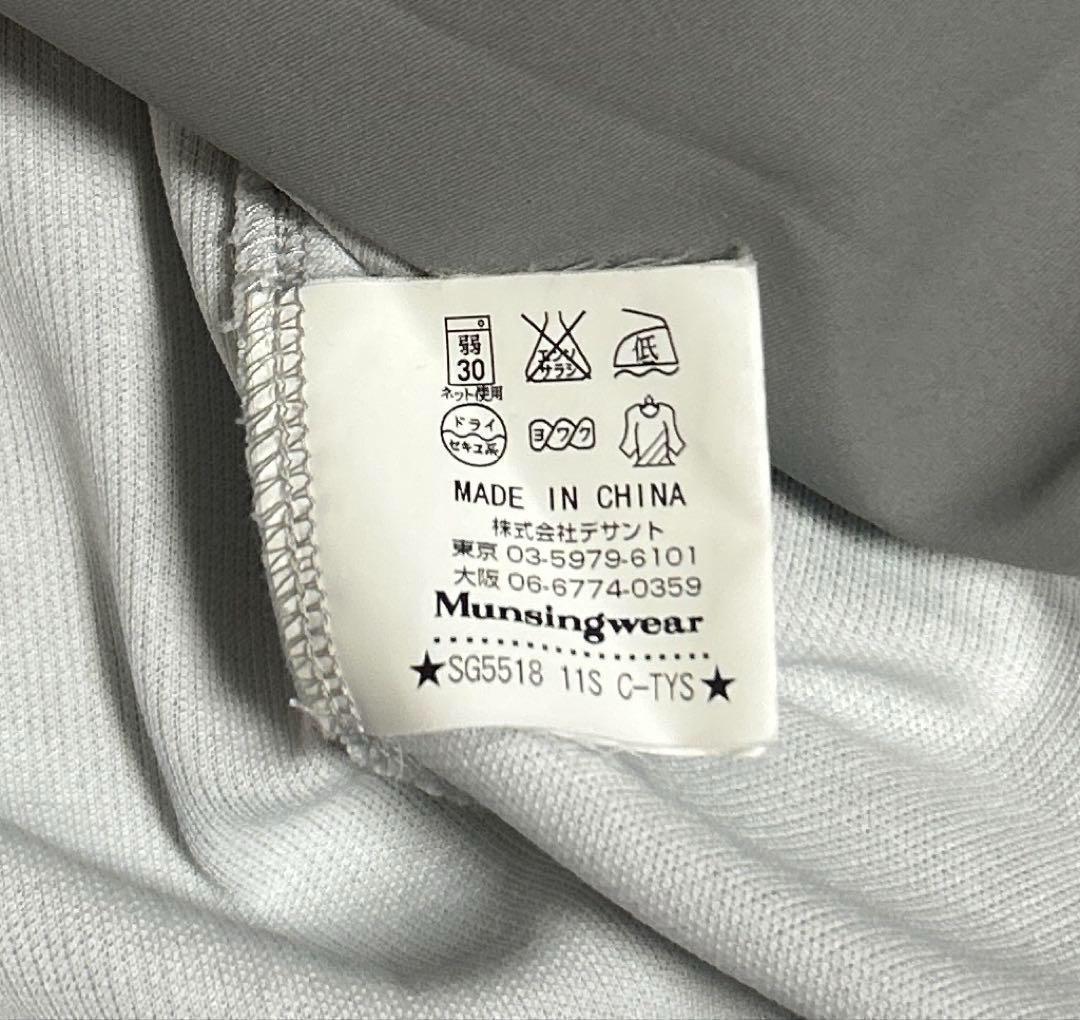 弱
30
ネット使用
エンソ
サラシ
低
ドライ
セキユ系
ヨワク
MADE IN CHINA
株式会社デサント
東京 03-5979-6101
大阪 06-6774-0359
Munsingwear
★SG5518 11S C-TYS★